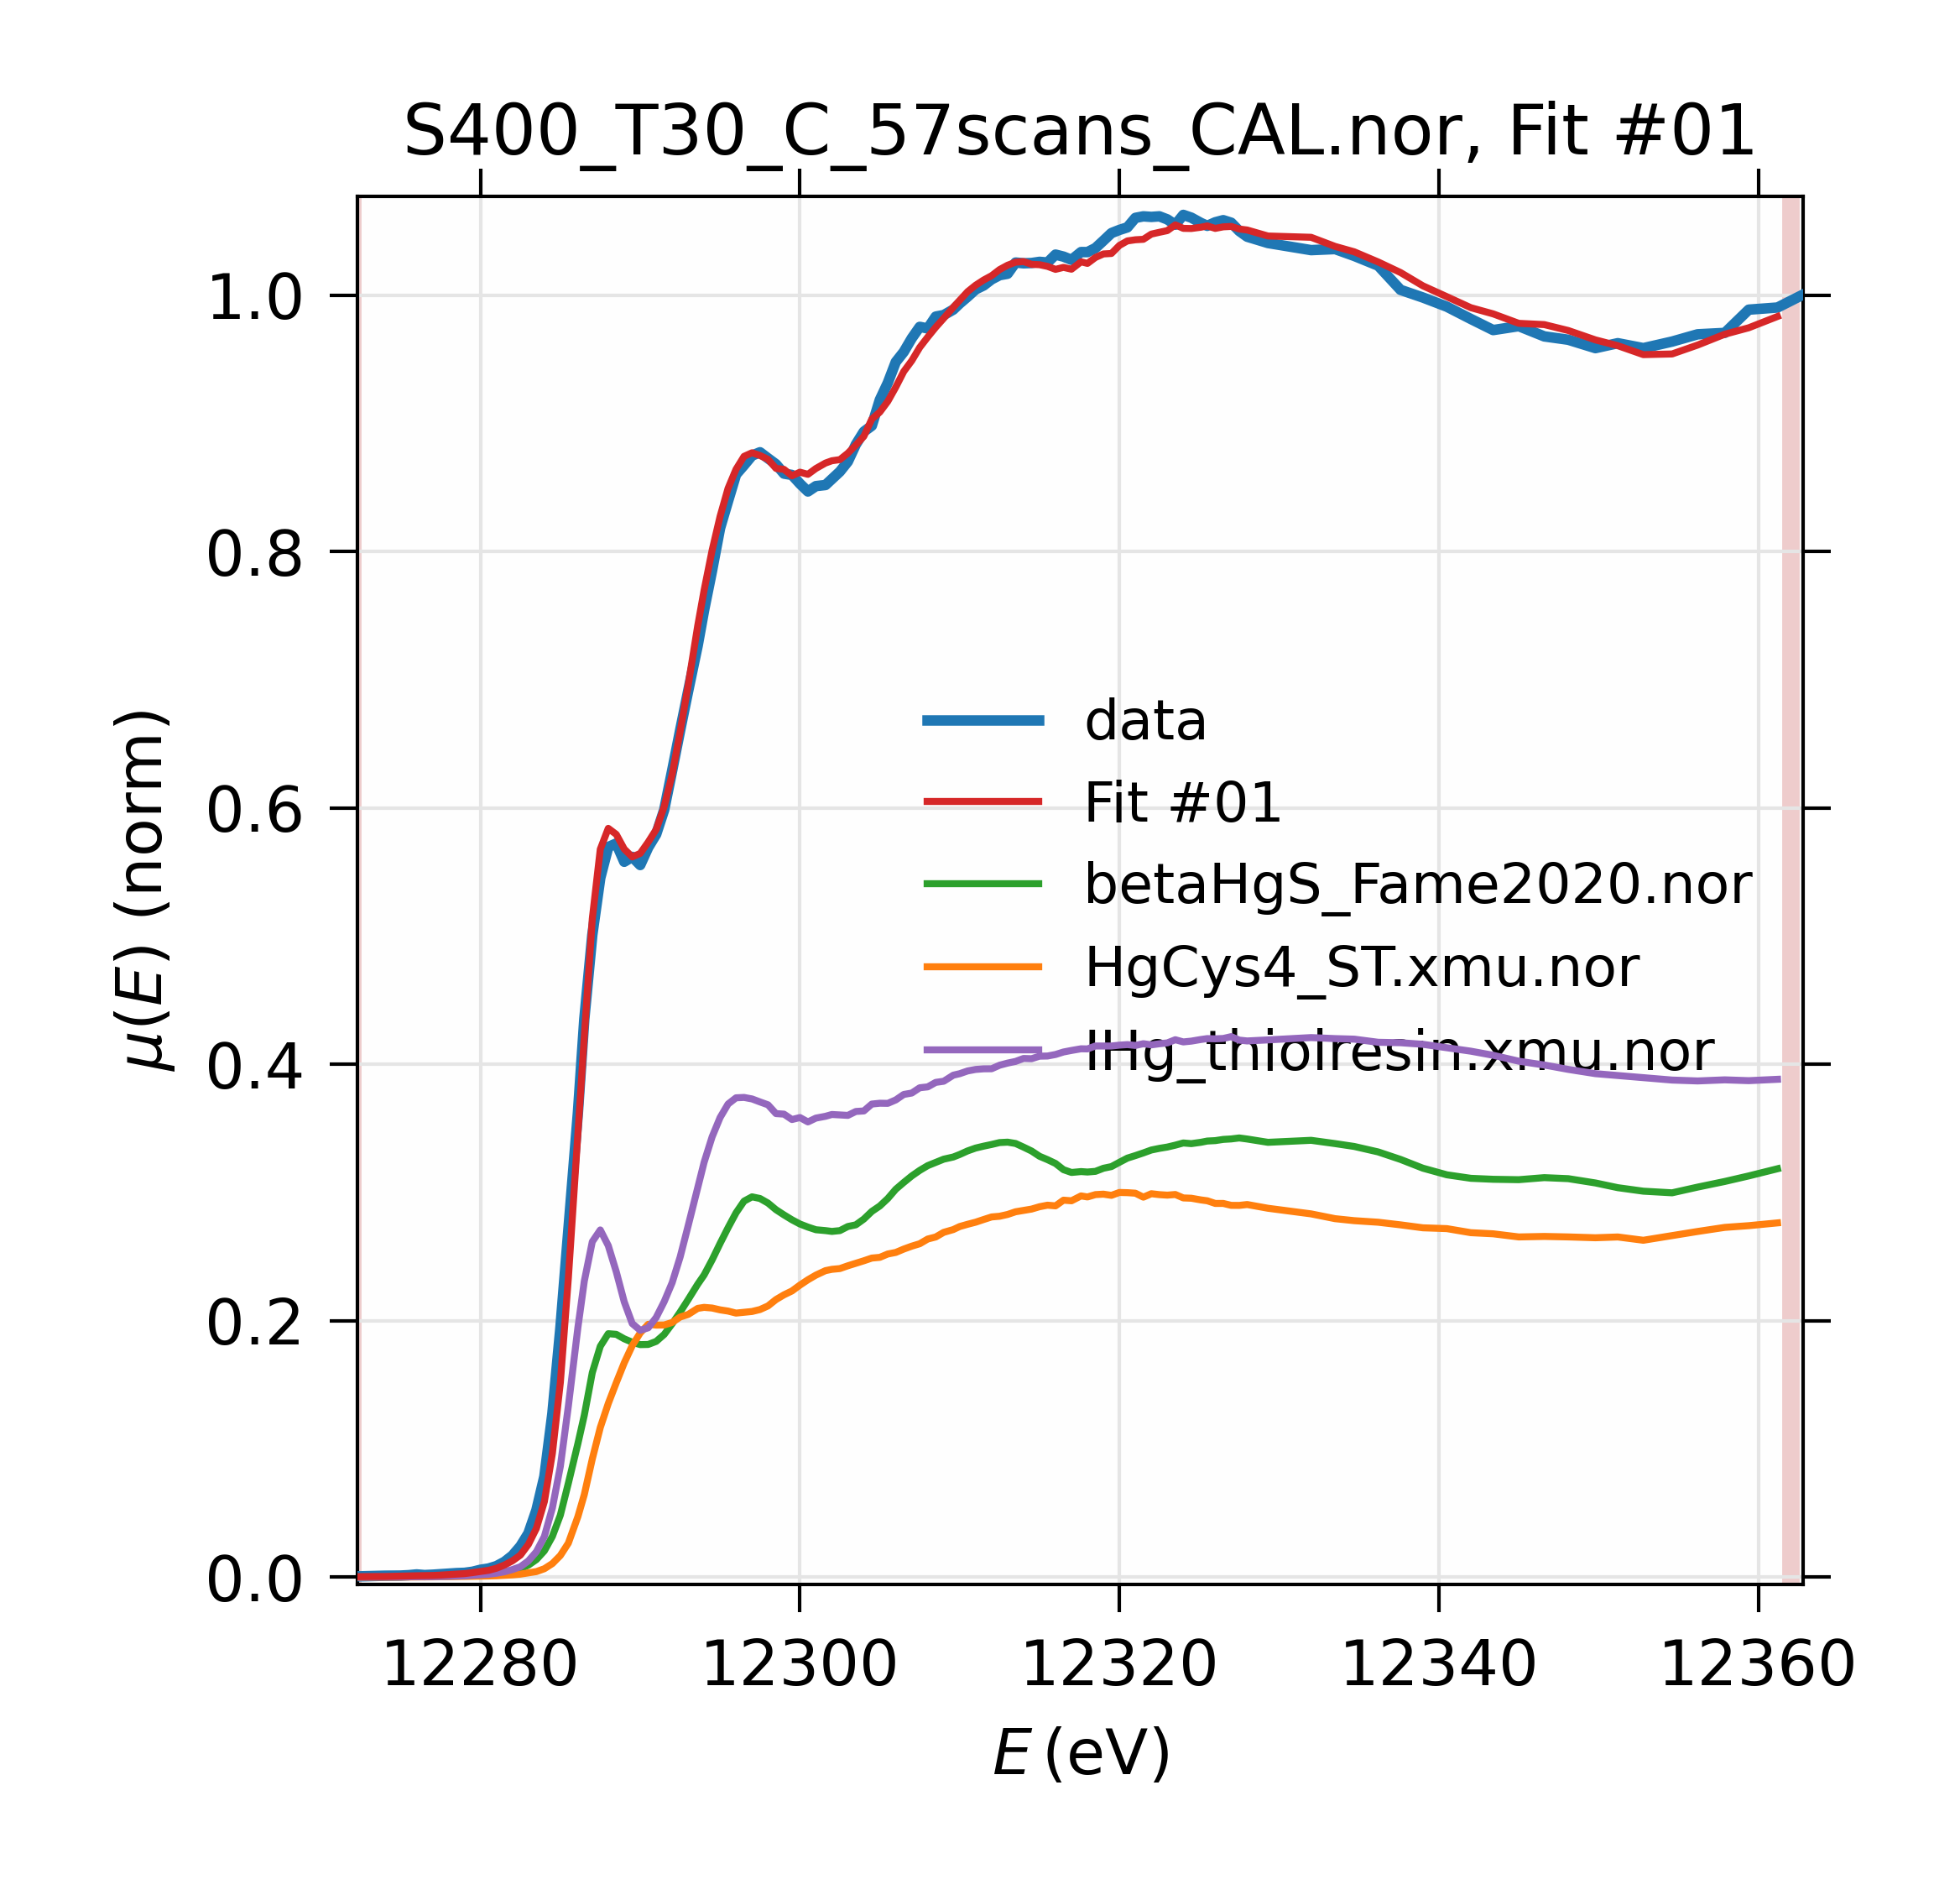 S400_T30_C_57scans_CAL.nor, Fit #01
μ(E) (norm)
1.0
0.8
0.6
0.4
0.2
0.0
data
Fit #01
betaHgS_Fame2020.nor
HgCys4_ST.xmu.nor
IHg_thiolresin.xmu.nor
12280 12300 12320 12340 12360
E (eV)